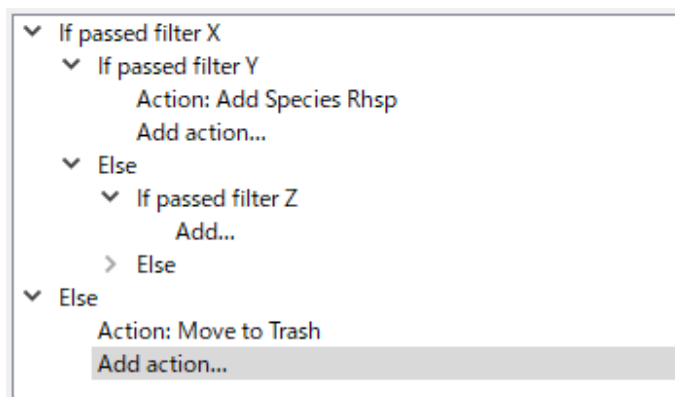 If passed filter X
If passed filter Y
Action: Add Species Rhsp
Add action...
Else
If passed filter Z
Add...
Else
Else
Action: Move to Trash
Add action...